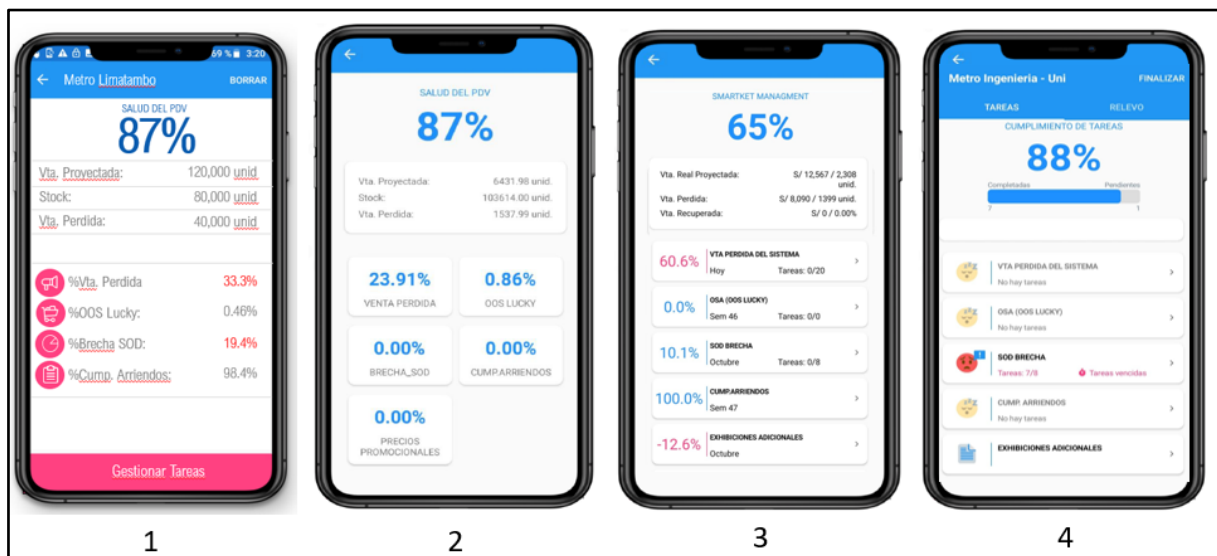 69 % 3:20
Metro Limatambo BORRAR
SALUD DEL PDV
87%
Vta. Proyectada: 120,000 unid
Stock: 80,000 unid
Vta. Perdida: 40,000 unid
%Vta. Perdida 33.3%
%OOS Lucky: 0.46%
%Brecha SOD: 19.4%
%Cump. Arriendos: 98.4%
Gestionar Tareas
1
SALUD DEL PDV
87%
Vta. Proyectada: 6431.98 unid.
Stock: 103614.00 unid.
Vta. Perdida: 1537.99 unid.
23.91% 0.86%
VENTA PERDIDA OOS LUCKY
0.00% 0.00%
BRECHA_SOD CUMP.ARRIENDOS
0.00%
PRECIOS
PROMOCIONALES
2
SMARTKET MANAGMENT
65%
Vta. Real Proyectada: S/ 12,567 / 2,308
unid.
Vta. Perdida: S/ 8,090 / 1399 unid.
Vta. Recuperada: S/ 0 / 0.00%
60.6% VTA PERDIDA DEL SISTEMA
Hoy Tareas: 0/20
0.0% OSA (OOS LUCKY)
Sem 46 Tareas: 0/0
10.1% SOD BRECHA
Octubre Tareas: 0/8
100.0% CUMP.ARRIENDOS
Sem 47
-12.6% EXHIBICIONES ADICIONALES
Octubre
3
Metro Ingenieria - Uni FINALIZAR
TAREAS RELEVO
CUMPLIMIENTO DE TAREAS
88%
Completadas Pendientes
7 1
VTA PERDIDA DEL SISTEMA
No hay tareas
OSA (OOS LUCKY)
No hay tareas
1
SOD BRECHA
Tareas: 7/8 Tareas vencidas
CUMP. ARRIENDOS
No hay tareas
EXHIBICIONES ADICIONALES
4